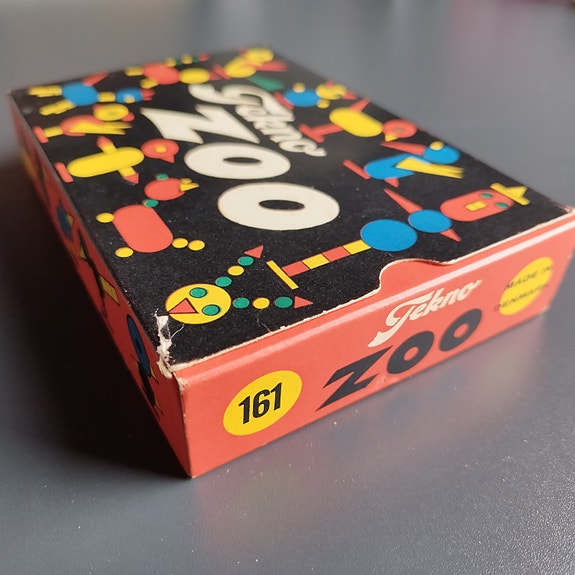 Tekno
ZOO
Tekno
ZOO
161
MADE IN
DENMARK